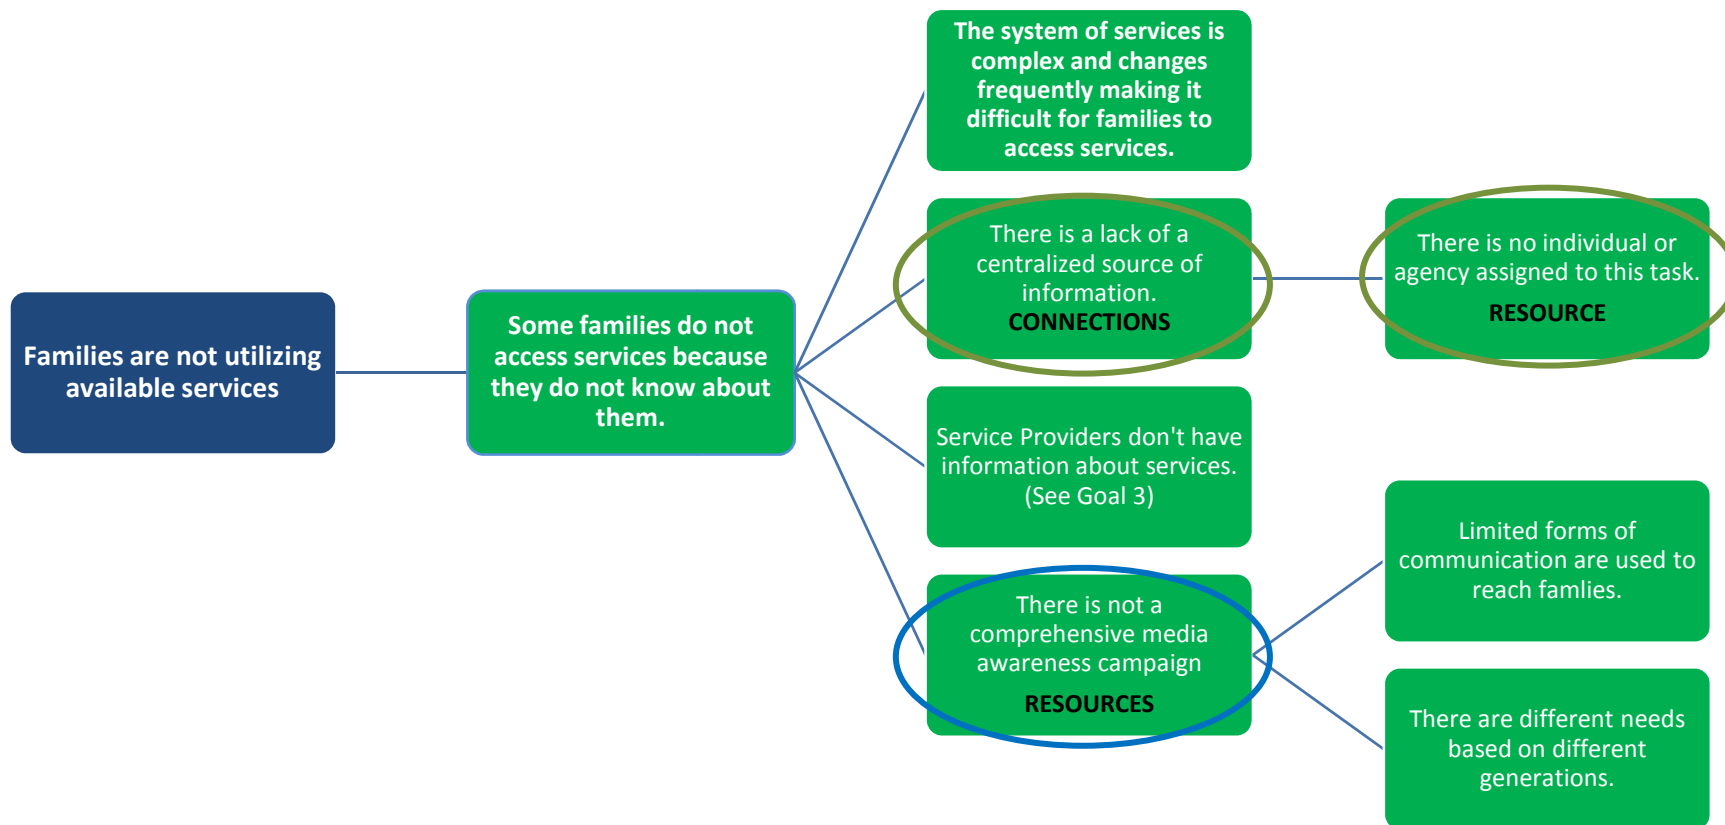 Families are not utilizing
available services
Some families do not
access services because
they do not know about
them.
The system of services is
complex and changes
frequently making it
difficult for families to
access services.
There is a lack of a
centralized source of
information.
CONNECTIONS
There is no individual or
agency assigned to this task.
RESOURCE
Service Providers don't have
information about services.
(See Goal 3)
There is not a
comprehensive media
awareness campaign
RESOURCES
Limited forms of
communication are used to
reach famlies.
There are different needs
based on different
generations.